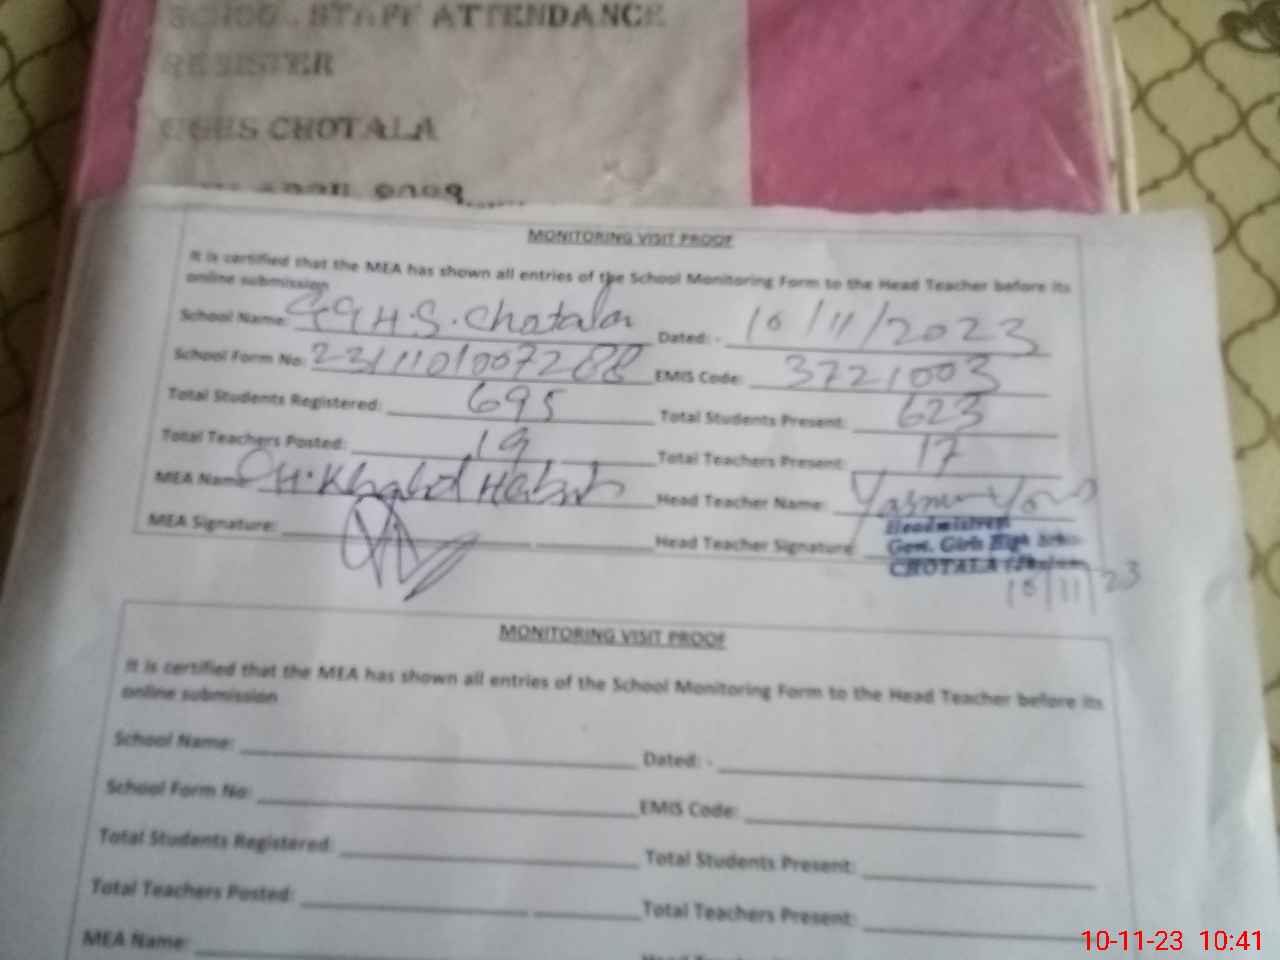 SCHOOL STAFF ATTENDANCE
REGISTER
GGHS CHOTALA
MONITORING VISIT PROOF
It is certified that the MEA has shown all entries of the School Monitoring Form to the Head Teacher before its
online submission
School Name: GGH.S. Chotala Dated: - 10/11/2023
School Form No: 2311101007288 EMIS Code: 3721003
Total Students Registered: 695 Total Students Present: 623
Total Teachers Posted: 19 Total Teachers Present: 17
MEA Name: CH. Khalid Habib Head Teacher Name:
MEA Signature: Head Teacher Signature
Headmistress
Govt. Girls High
CHOTALA
10/11/23
MONITORING VISIT PROOF
It is certified that the MEA has shown all entries of the School Monitoring Form to the Head Teacher before its
online submission
School Name: Dated: -
School Form No: EMIS Code:
Total Students Registered: Total Students Present:
Total Teachers Posted: Total Teachers Present:
MEA Name:
10-11-23 10:41